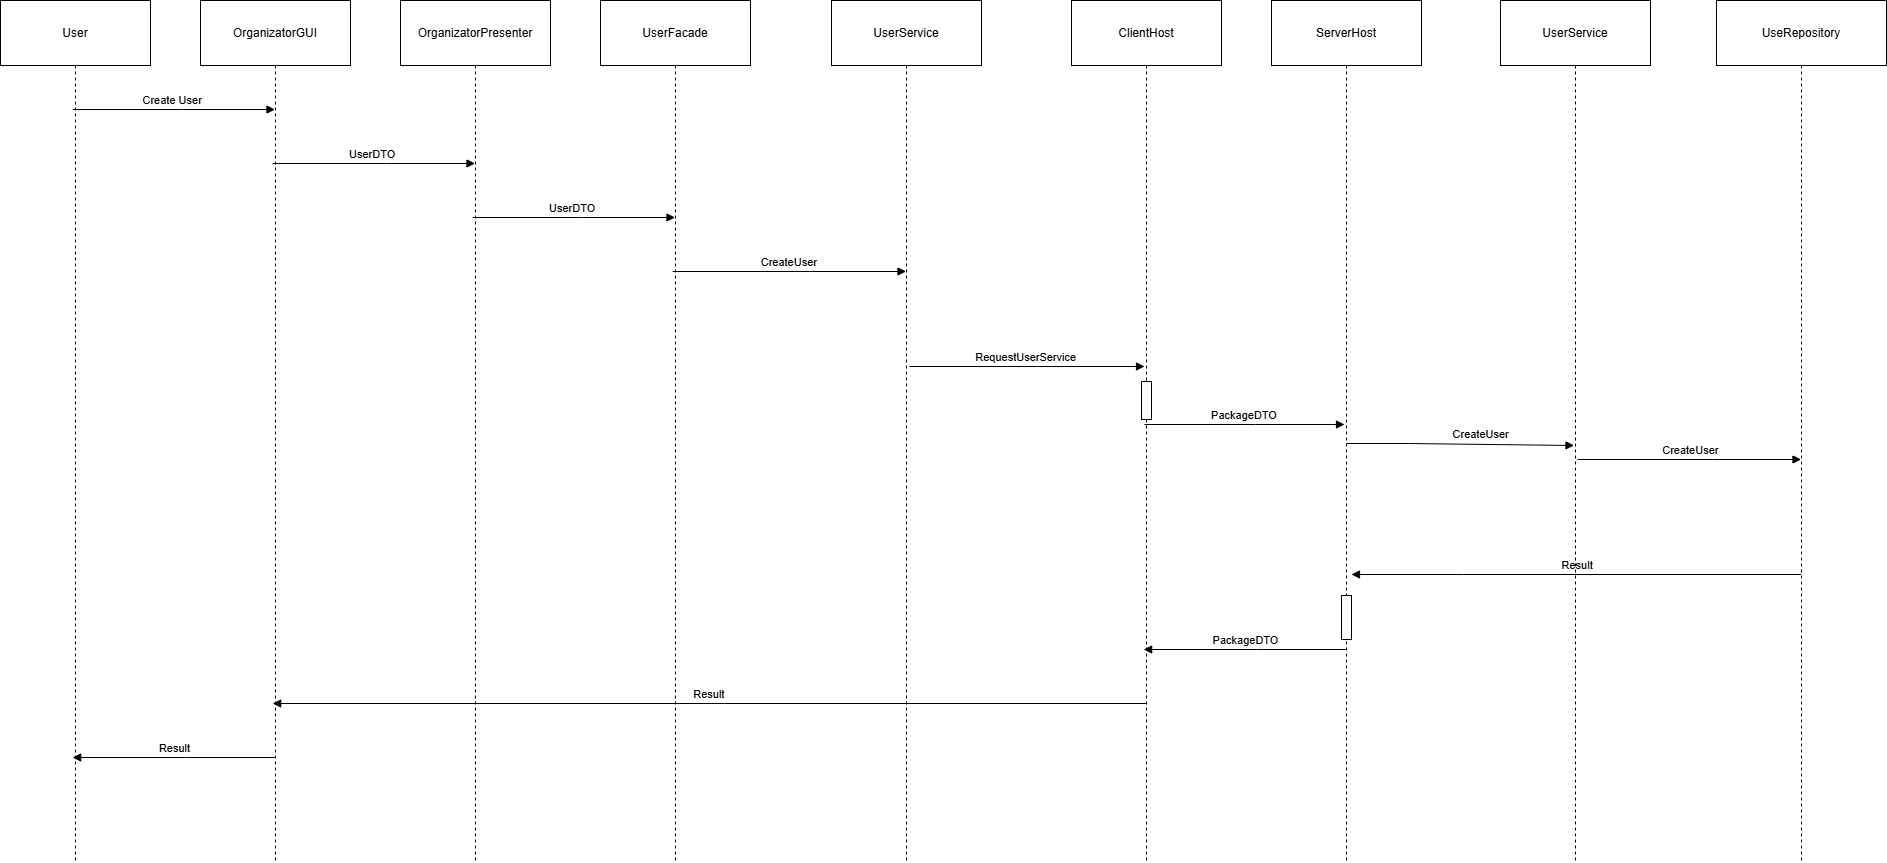 User
OrganizatorGUI
OrganizatorPresenter
UserFacade
UserService
ClientHost
ServerHost
UserService
UseRepository
Create User
UserDTO
UserDTO
CreateUser
RequestUserService
PackageDTO
CreateUser
CreateUser
Result
PackageDTO
Result
Result